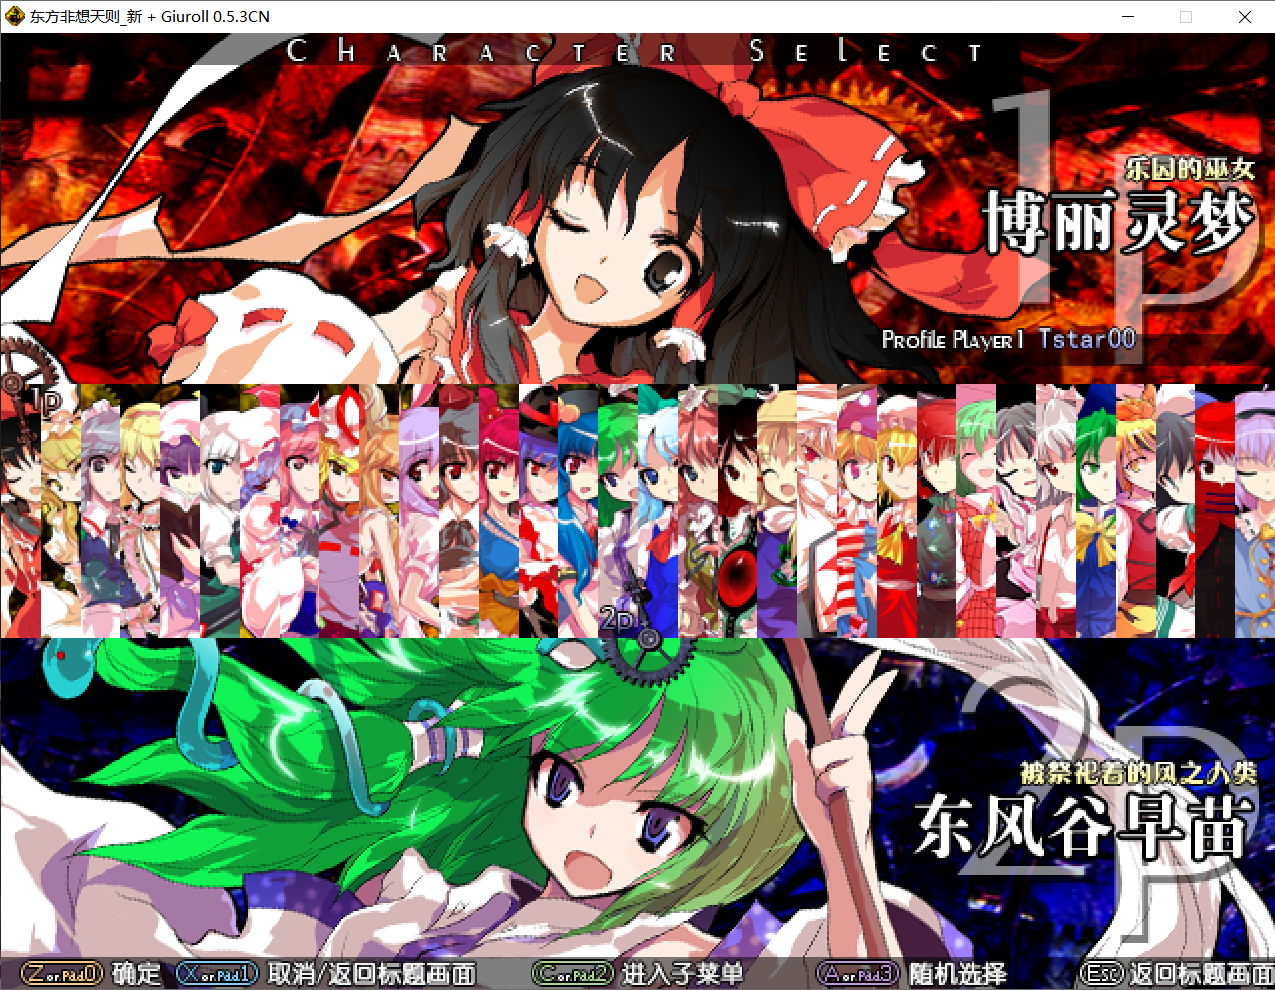 东方非想天则_新 + Giuroll 0.5.3CN
Character Select
1p
乐园的巫女
博丽灵梦
Profile Player1 Tstar00
1p
2p
2p
被祭祀着的风之人类
东风谷早苗
Z or Pad0 确定 X or Pad1 取消/返回标题画面 C or Pad2 进入子菜单 A or Pad3 随机选择 Esc 返回标题画面